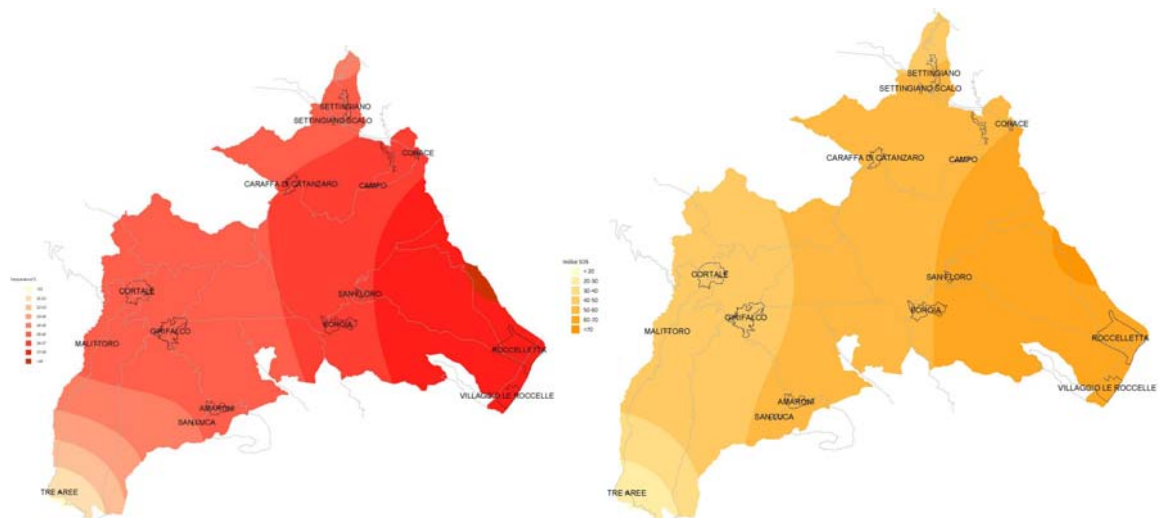 SETTINGIANO
SETTINGIANO SCALO
CORACE
CARAFFA DI CATANZARO
CAMPO
CORTALE
SAN FLORO
GIRIFALCO
BORGIA
MALITTORO
ROCCELLETTA
VILLAGGIO LE ROCCELLE
AMARONI
SAN LUCA
TRE AREE
SETTINGIANO
SETTINGIANO SCALO
CORACE
CARAFFA DI CATANZARO
CAMPO
CORTALE
SAN FLORO
GIRIFALCO
BORGIA
MALITTORO
ROCCELLETTA
VILLAGGIO LE ROCCELLE
AMARONI
SAN LUCA
TRE AREE
< 20
20-30
30-40
40-50
50-60
60-70
>70